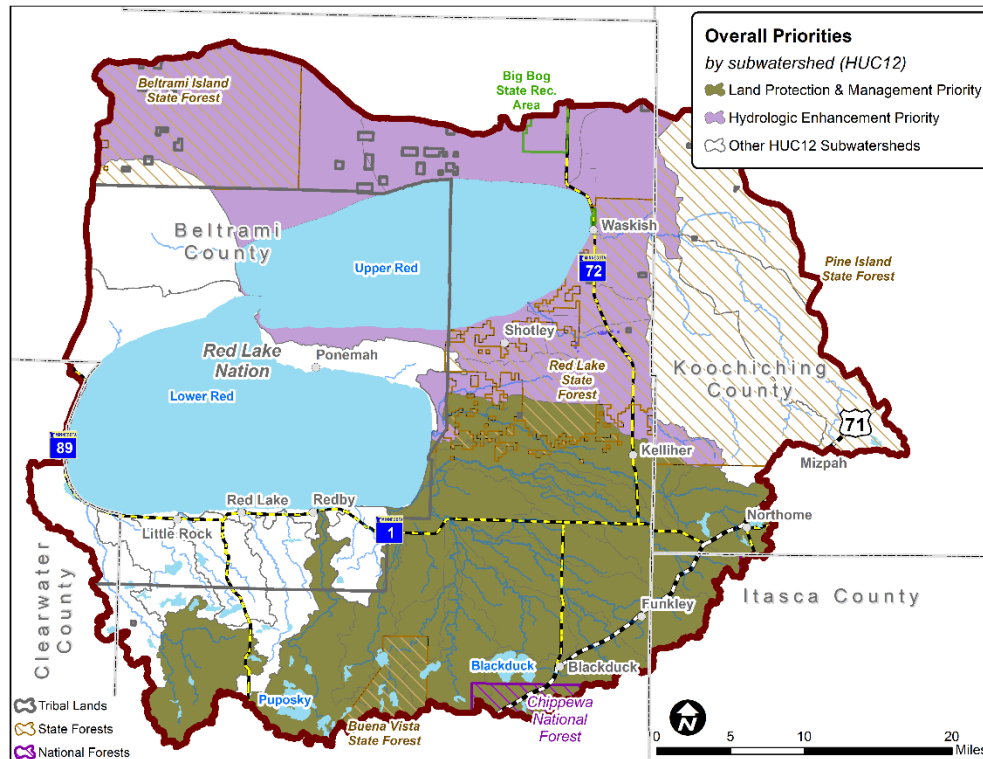 Overall Priorities
by subwatershed (HUC12)
Land Protection & Management Priority
Hydrologic Enhancement Priority
Other HUC12 Subwatersheds
Big Bog
State Rec.
Area
Beltrami Island
State Forest
Beltrami
County
Upper Red
Waskish
MINNESOTA
72
Pine Island
State Forest
Shotley
Red Lake
Nation
Ponemah
Red Lake
State
Forest
Koochiching
County
Lower Red
MINNESOTA
89
71
Kelliher
Mizpah
Red Lake
Redby
Little Rock
MINNESOTA
1
Northome
Clearwater
County
Itasca County
Funkley
Blackduck
Blackduck
Puposky
Buena Vista
State Forest
Chippewa
National
Forest
Tribal Lands
State Forests
National Forests
N
0 5 10 20
Miles